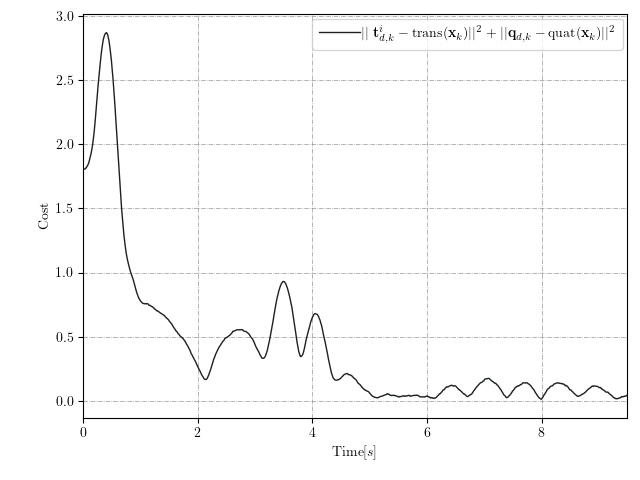 || t^i_{d,k} − trans(x_k)||^2 + ||q_{d,k} − quat(x_k)||^2
3.0
2.5
2.0
1.5
1.0
0.5
0.0
Cost
0 2 4 6 8
Time[s]